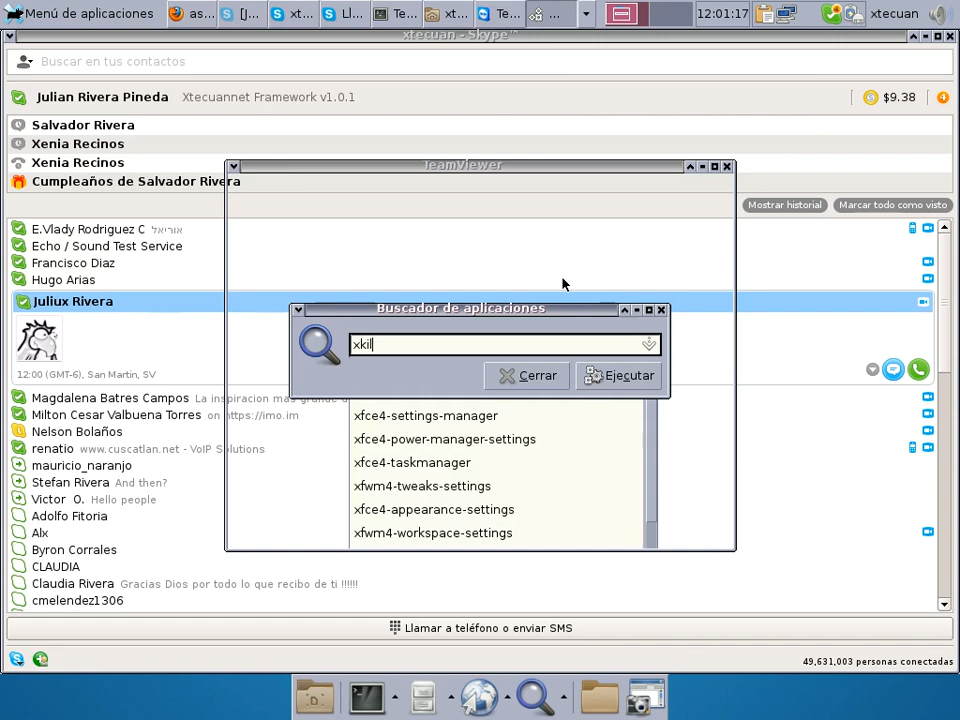 Menú de aplicaciones
as...
[J...
xt...
Ll...
Te...
xt...
Te...
...
12:01:17
xtecuan
xtecuan - Skype™
Buscar en tus contactos
Julian Rivera Pineda Xtecuannet Framework v1.0.1 $9.38 4
Salvador Rivera
Xenia Recinos
Xenia Recinos
Cumpleaños de Salvador Rivera
Mostrar historial Marcar todo como visto
TeamViewer
E.Vlady Rodriguez C אוריאל
Echo / Sound Test Service
Francisco Diaz
Hugo Arias
Juliux Rivera
12:00 (GMT-6), San Martin, SV
Buscador de aplicaciones
xkil
Cerrar Ejecutar
xfce4-settings-manager
xfce4-power-manager-settings
xfce4-taskmanager
xfwm4-tweaks-settings
xfce4-appearance-settings
xfwm4-workspace-settings
Magdalena Batres Campos La inspiracion mas grande d
Milton Cesar Valbuena Torres on https://imo.im
Nelson Bolaños
renatio www.cuscatlan.net - VoIP Solutions
mauricio_naranjo
Stefan Rivera And then?
Victor O. Hello people
Adolfo Fitoria
Alx
Byron Corrales
CLAUDIA
Claudia Rivera Gracias Dios por todo lo que recibo de ti !!!!!!
cmelendez1306
Llamar a teléfono o enviar SMS
49,631,003 personas conectadas